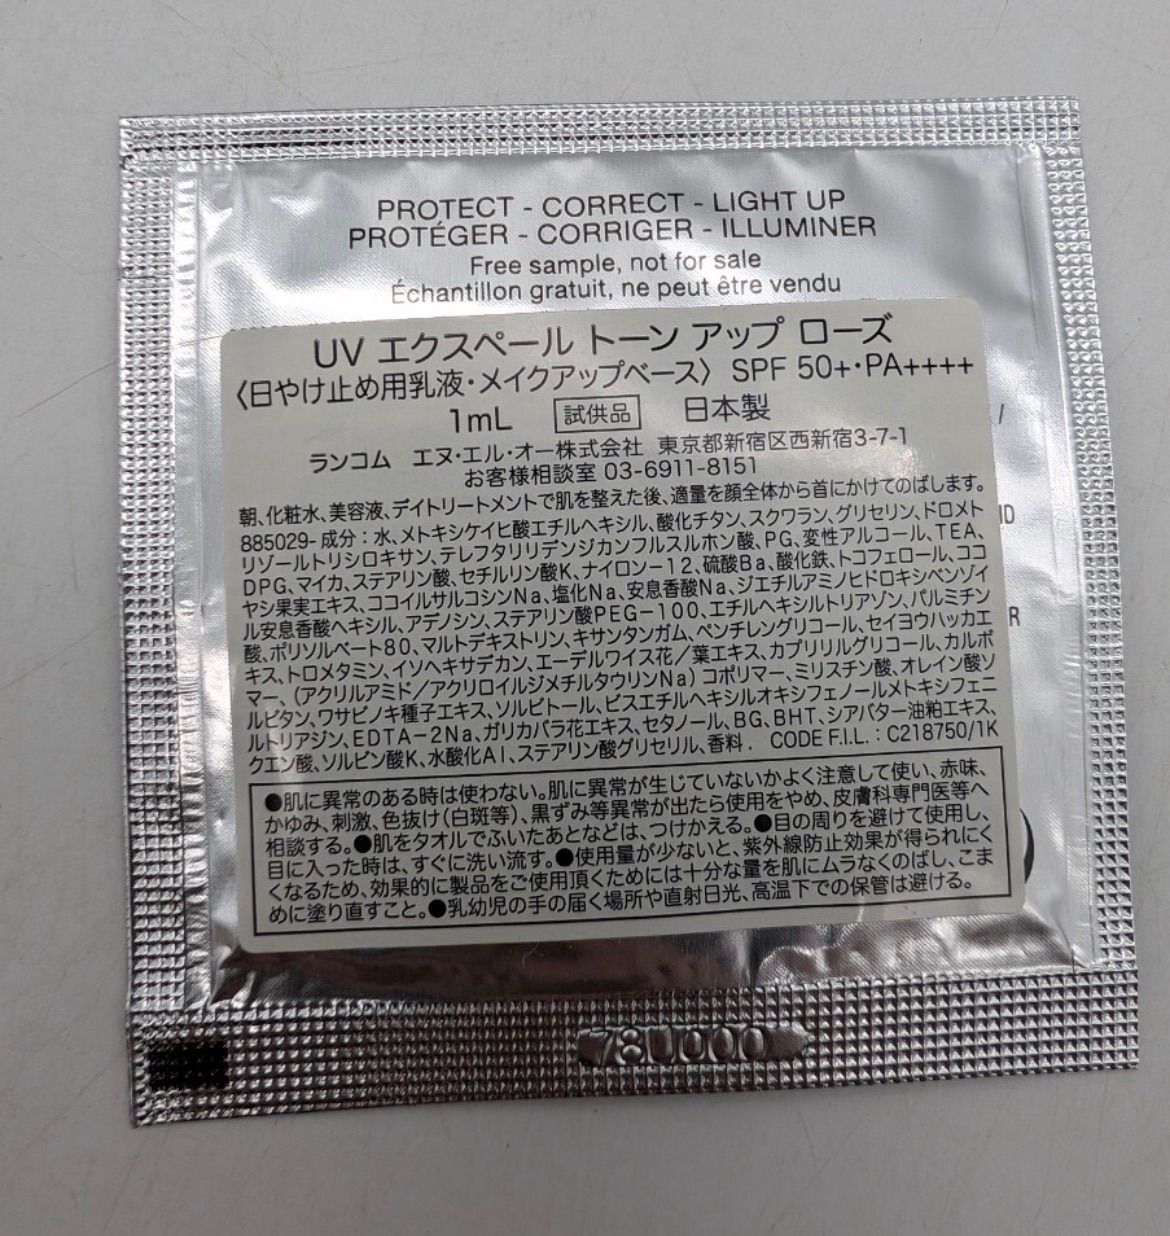 PROTECT - CORRECT - LIGHT UP
PROTÉGER - CORRIGER - ILLUMINER
Free sample, not for sale
Échantillon gratuit, ne peut être vendu
UV エクスペール トーン アップ ローズ
〈日やけ止め用乳液・メイクアップベース〉 SPF 50+・PA++++
1mL 試供品 日本製
/
ランコム エヌ・エル・オー株式会社 東京都新宿区西新宿3-7-1
お客様相談室 03-6911-8151
朝、化粧水、美容液、デイトリートメントで肌を整えた後、適量を顔全体から首にかけてのばします。
885029- 成分：水、メトキシケイヒ酸エチルヘキシル、酸化チタン、スクワラン、グリセリン、ドロメト
リゾールトリシロキサン、テレフタリリデンジカンフルスルホン酸、PG、変性アルコール、TEA、
DPG、マイカ、ステアリン酸、セチルリン酸K、ナイロン－12、硫酸Ba、酸化鉄、トコフェロール、ココ
ヤシ果実エキス、ココイルサルコシンNa、塩化Na、安息香酸Na、ジエチルアミノヒドロキシベンゾイ
ル安息香酸ヘキシル、アデノシン、ステアリン酸PEG－100、エチルヘキシルトリアゾン、パルミチン
酸、ポリソルベート80、マルトデキストリン、キサンタンガム、ペンチレングリコール、セイヨウハッカエ
キス、トロメタミン、イソヘキサデカン、エーデルワイス花／葉エキス、カプリリルグリコール、カルボ
マー、（アクリルアミド／アクリロイルジメチルタウリンNa）コポリマー、ミリスチン酸、オレイン酸ソ
ルビタン、ワサビノキ種子エキス、ソルビトール、ビスエチルヘキシルオキシフェノールメトキシフェニ
ルトリアジン、EDTA－2Na、ガリカバラ花エキス、セタノール、BG、BHT、シアバター油粕エキス、
クエン酸、ソルビン酸K、水酸化Al、ステアリン酸グリセリル、香料． CODE F.I.L.：C218750/1K
●肌に異常のある時は使わない。肌に異常が生じていないかよく注意して使い、赤味、
かゆみ、刺激、色抜け（白斑等）、黒ずみ等異常が出たら使用をやめ、皮膚科専門医等へ
相談する。●肌をタオルでふいたあとなどは、つけかえる。●目の周りを避けて使用し、
目に入った時は、すぐに洗い流す。●使用量が少ないと、紫外線防止効果が得られにく
くなるため、効果的に製品をご使用頂くためには十分な量を肌にムラなくのばし、こま
めに塗り直すこと。●乳幼児の手の届く場所や直射日光、高温下での保管は避ける。
78U000